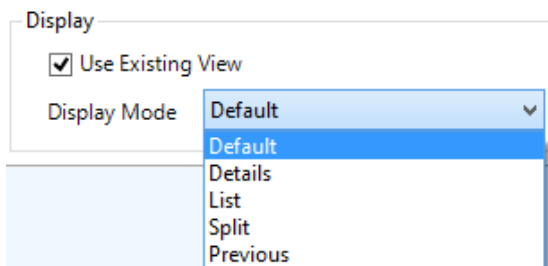 Display
Use Existing View
Display Mode Default
Default
Details
List
Split
Previous